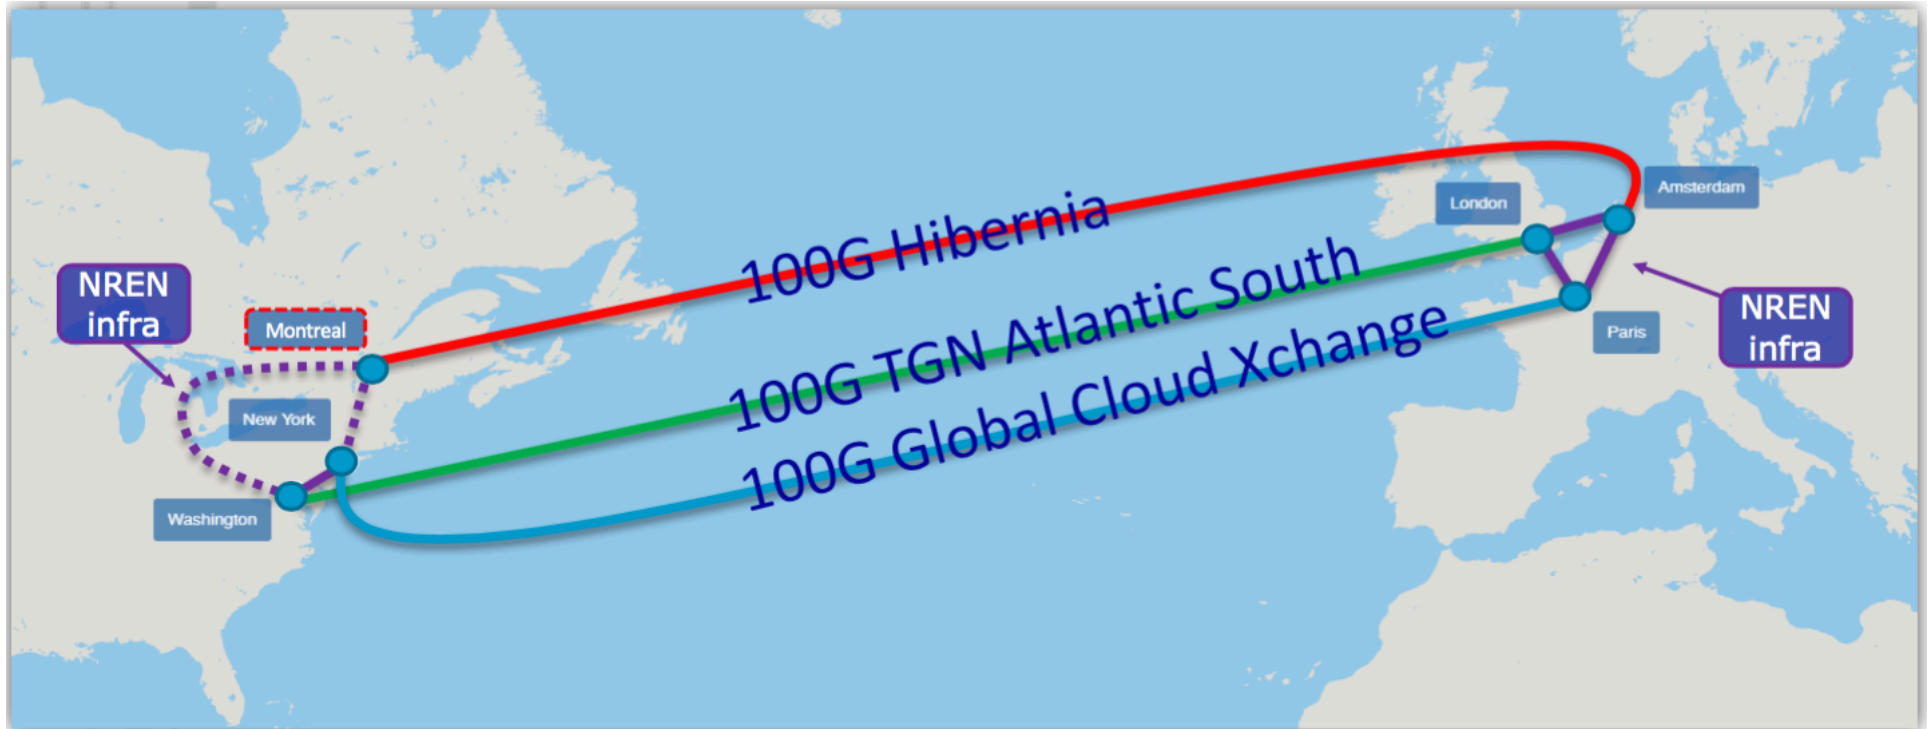 100G Hibernia
Amsterdam
London
100G TGN Atlantic South
NREN
infra
NREN
infra
Montreal
100G Global Cloud Xchange
Paris
New York
Washington